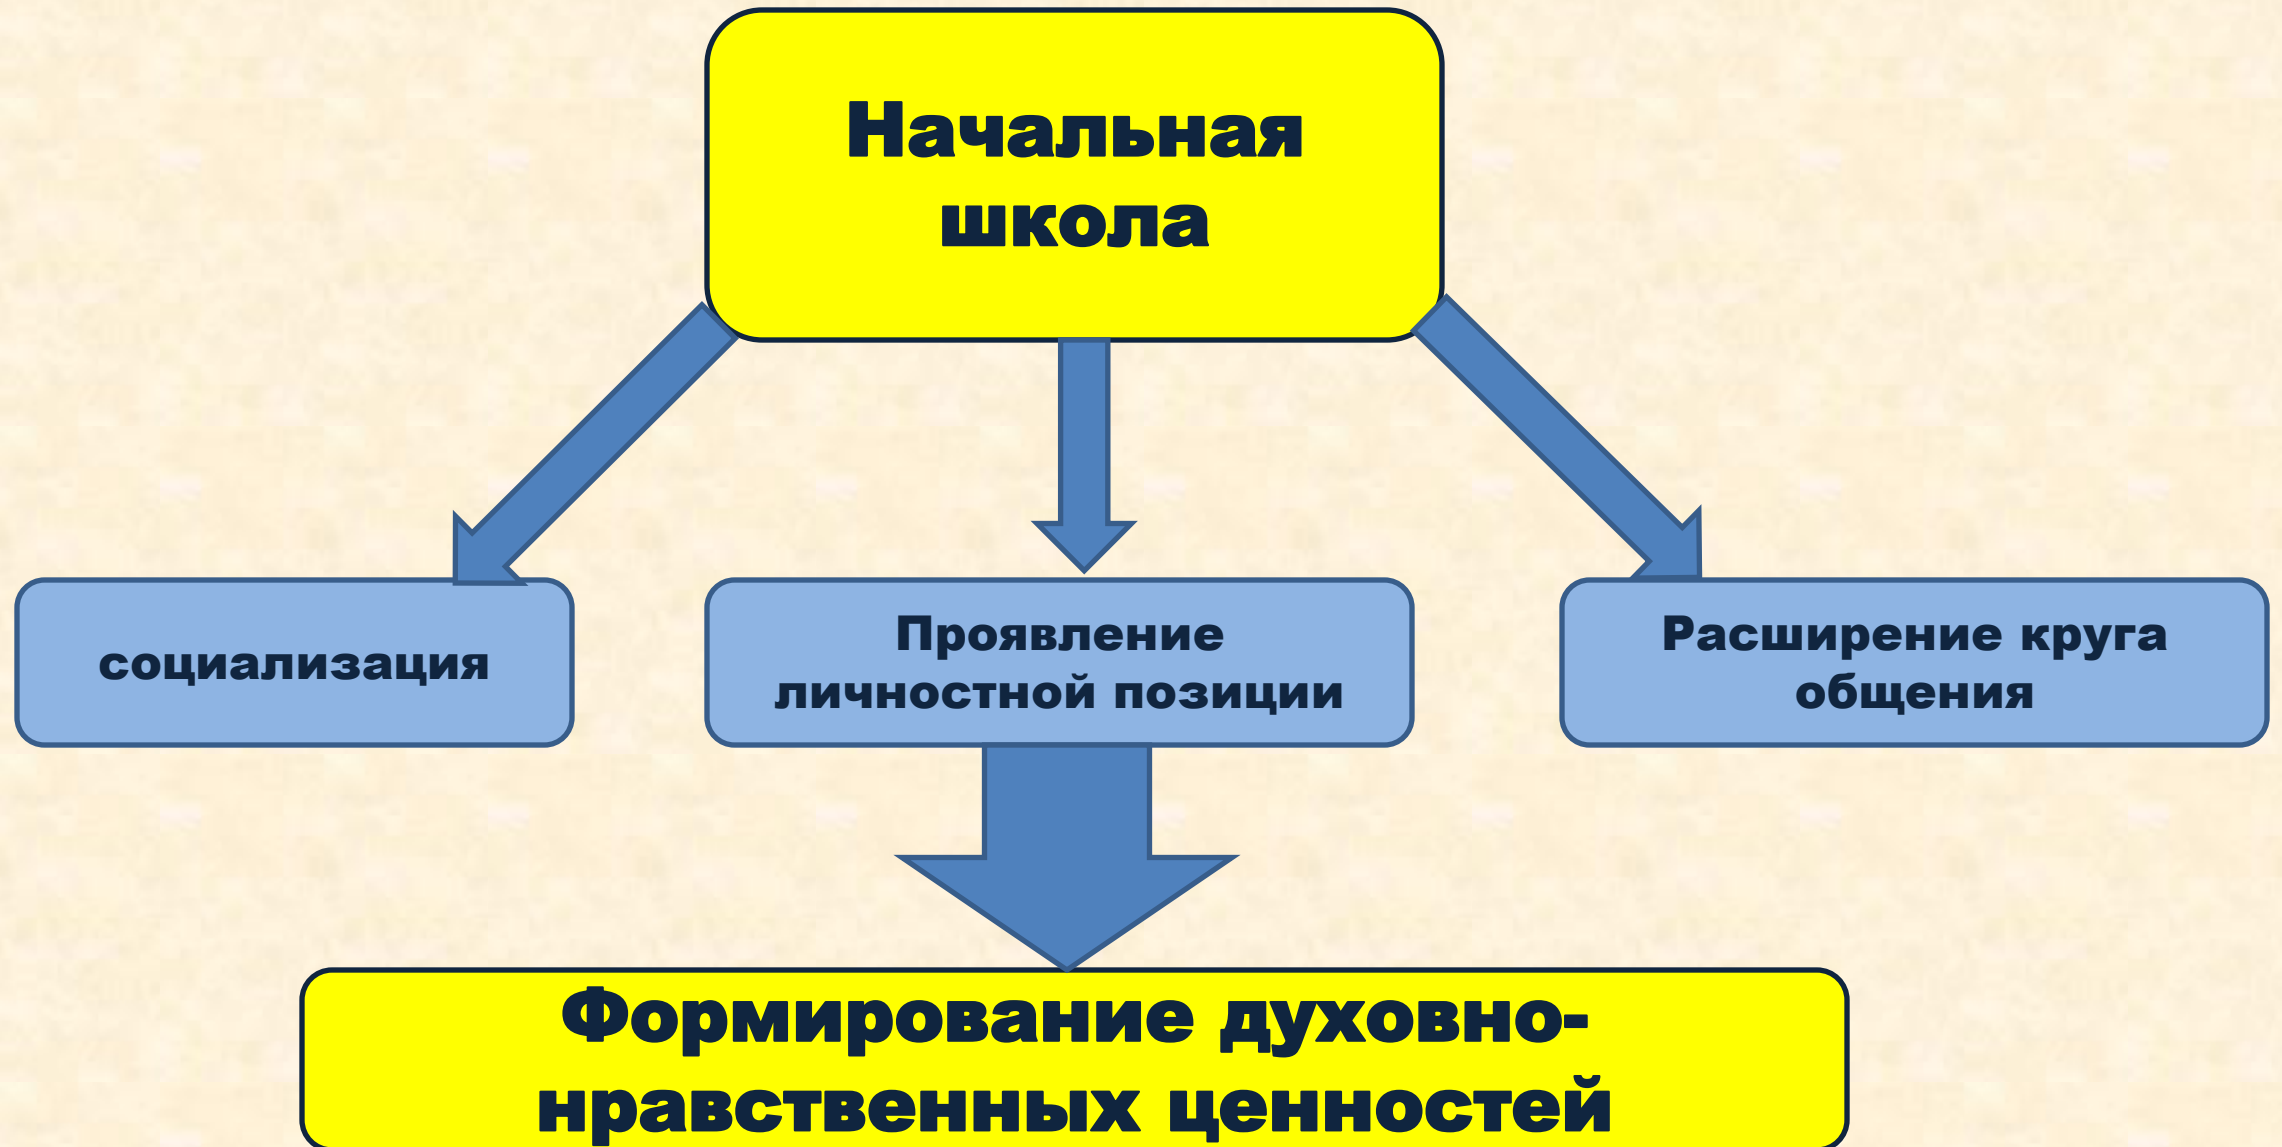 Начальная
школа
социализация
Проявление
личностной позиции
Расширение круга
общения
Формирование духовно-
нравственных ценностей